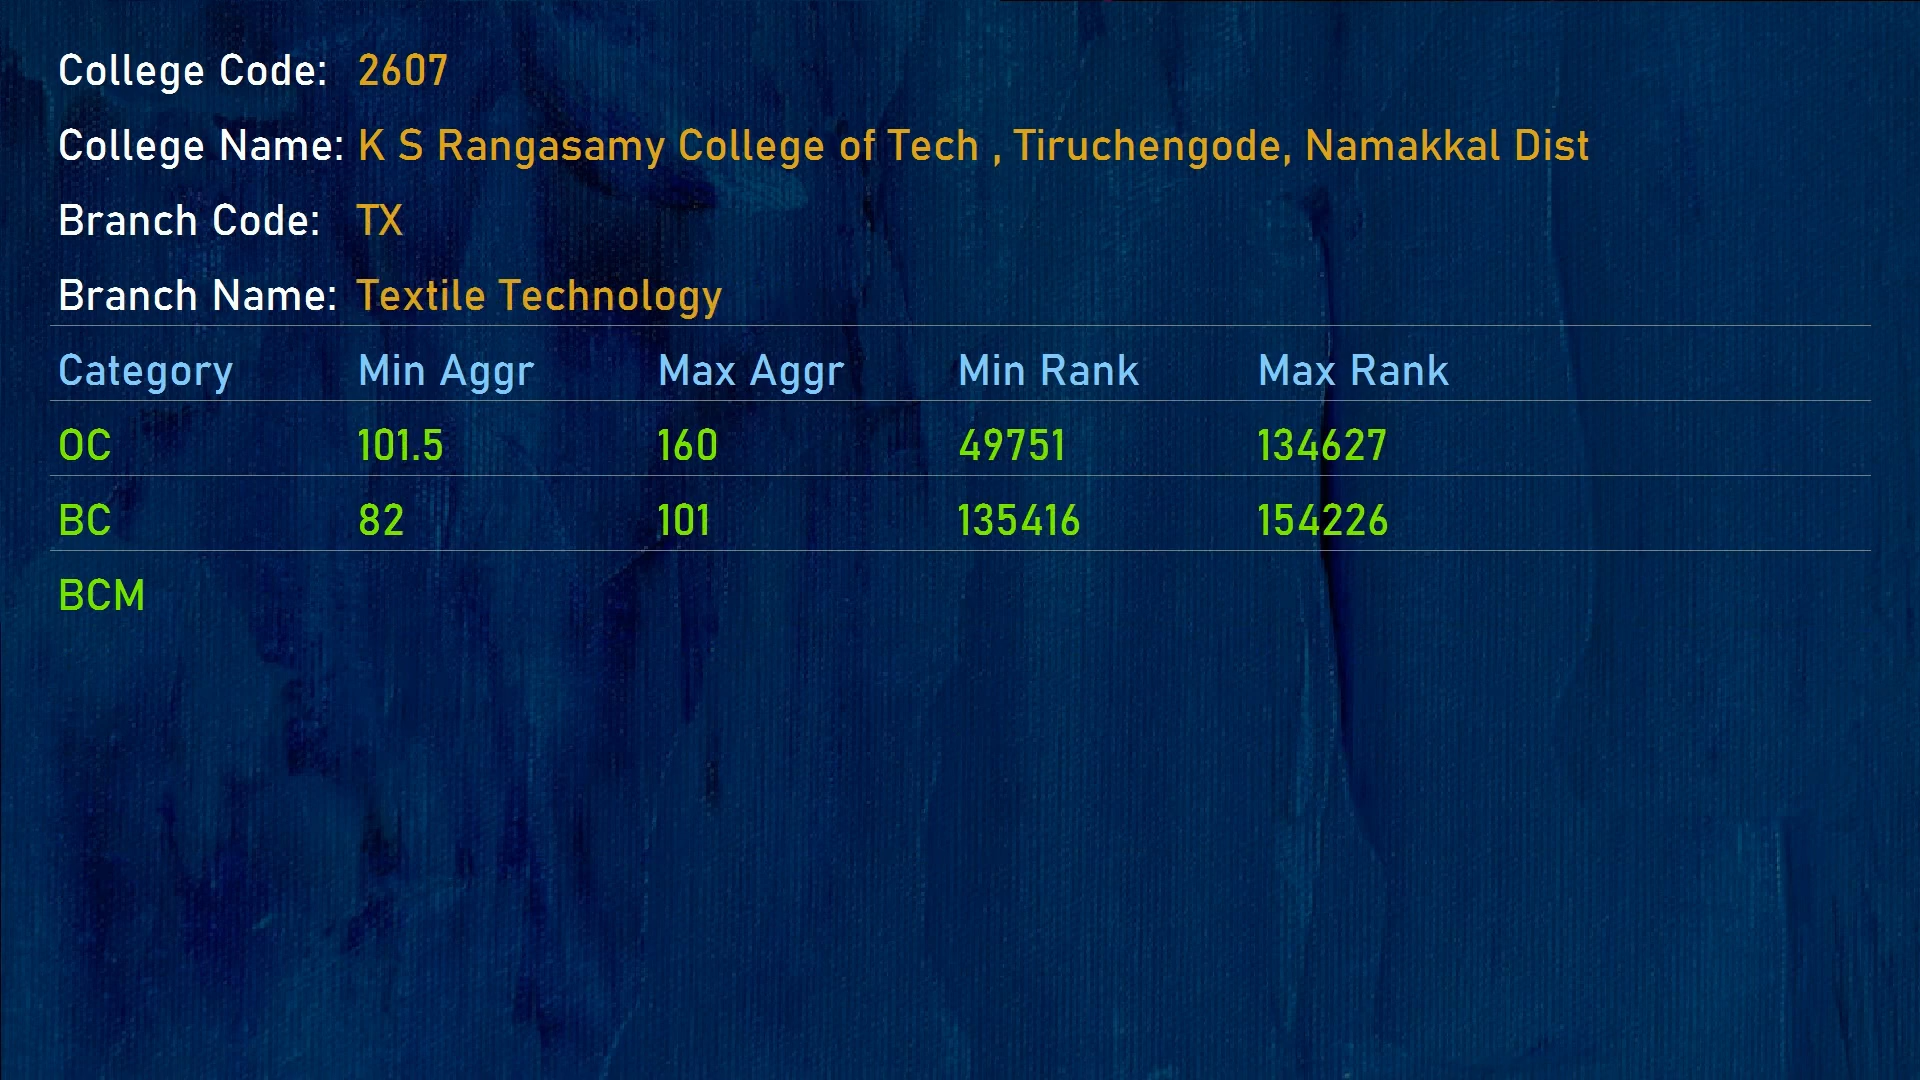 College Code: 2607
College Name: K S Rangasamy College of Tech , Tiruchengode, Namakkal Dist
Branch Code: TX
Branch Name: Textile Technology
Category Min Aggr Max Aggr Min Rank Max Rank
OC 101.5 160 49751 134627
BC 82 101 135416 154226
BCM